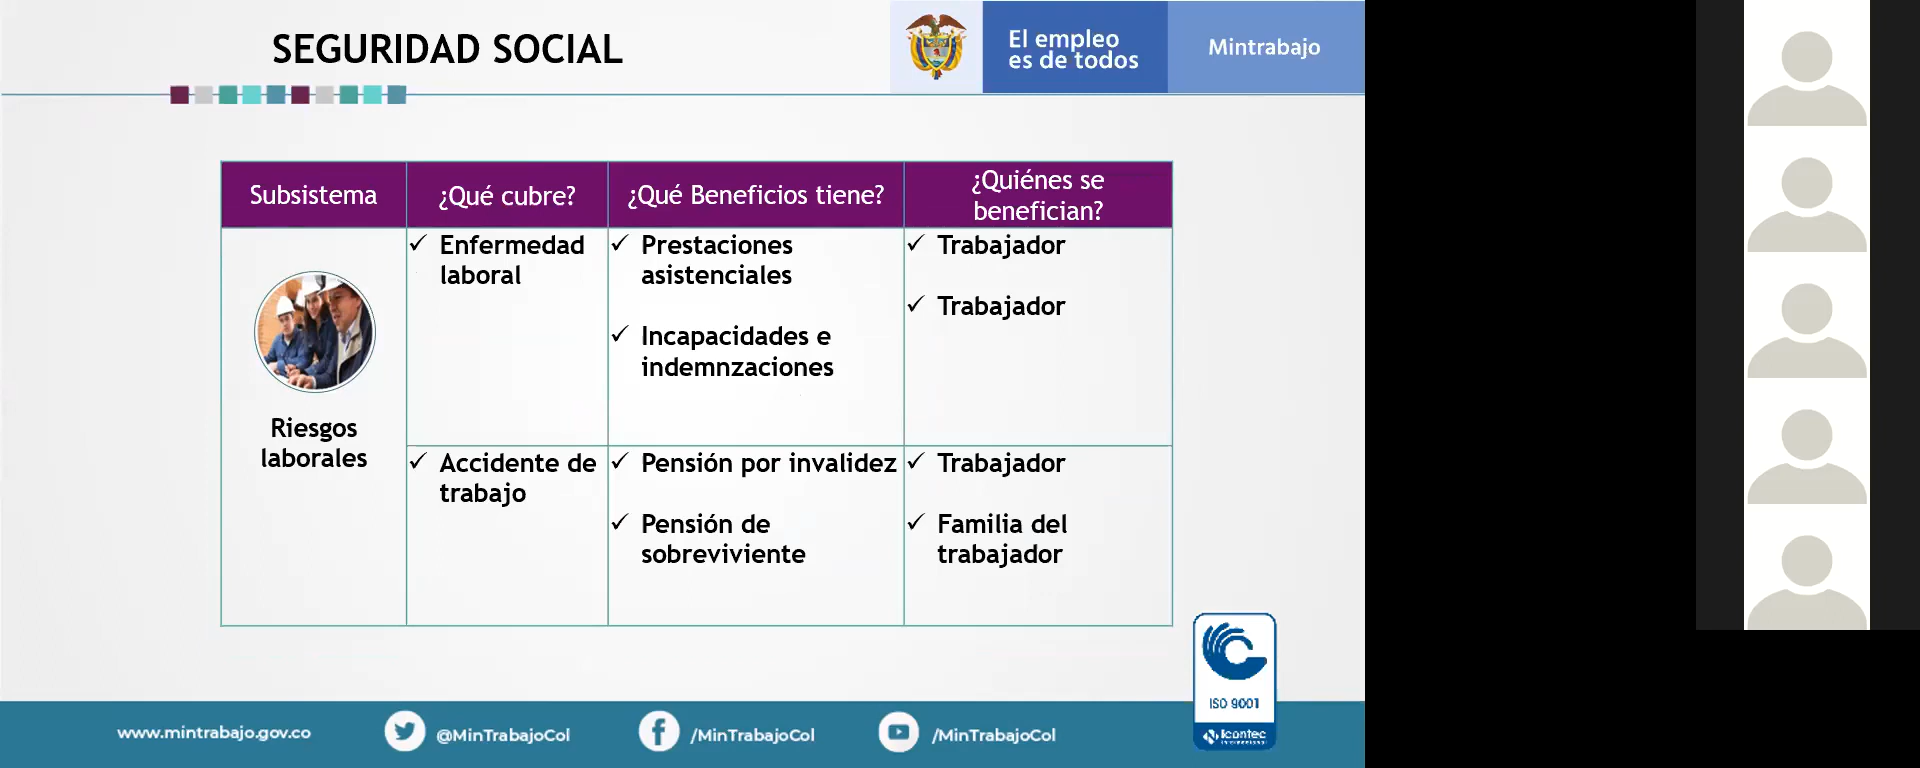 SEGURIDAD SOCIAL
El empleo
es de todos
Mintrabajo
Subsistema
¿Qué cubre?
¿Qué Beneficios tiene?
¿Quiénes se
benefician?
Riesgos
laborales
✓ Enfermedad
laboral
✓ Prestaciones
asistenciales
✓ Incapacidades e
indemnzaciones
✓ Trabajador
✓ Trabajador
✓ Accidente de
trabajo
✓ Pensión por invalidez
✓ Pensión de
sobreviviente
✓ Trabajador
✓ Familia del
trabajador
ISO 9001
icontec
www.mintrabajo.gov.co
@MinTrabajoCol
/MinTrabajoCol
/MinTrabajoCol